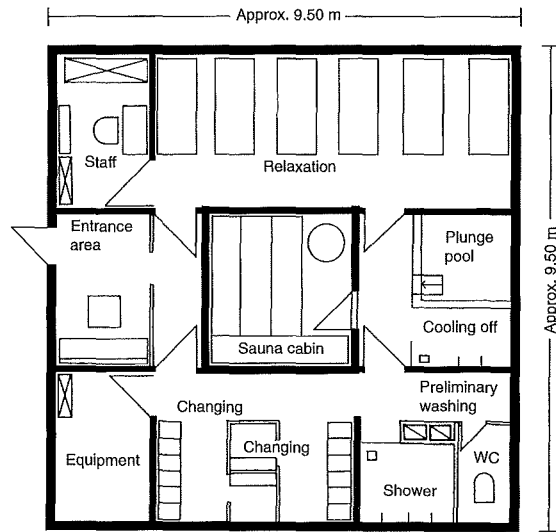 Approx. 9.50 m
Staff
Relaxation
Entrance
area
Plunge
pool
Approx. 9.50 m
Cooling off
Sauna cabin
Preliminary
washing
Changing
Changing
Equipment
WC
Shower